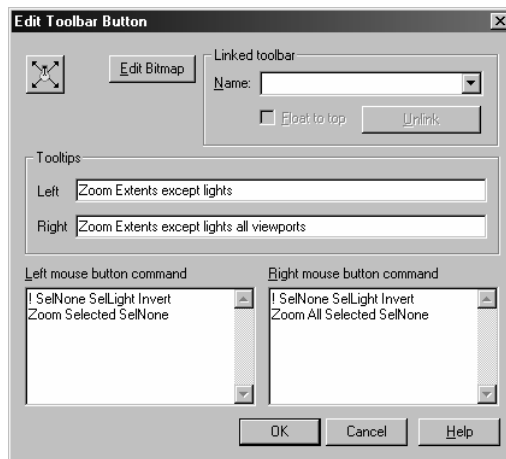 Edit Toolbar Button
Edit Bitmap
Linked toolbar
Name:
Float to top
Unlink
Tooltips
Left
Zoom Extents except lights
Right
Zoom Extents except lights all viewports
Left mouse button command
Right mouse button command
! SelNone SelLight Invert
Zoom Selected SelNone
! SelNone SelLight Invert
Zoom All Selected SelNone
OK
Cancel
Help